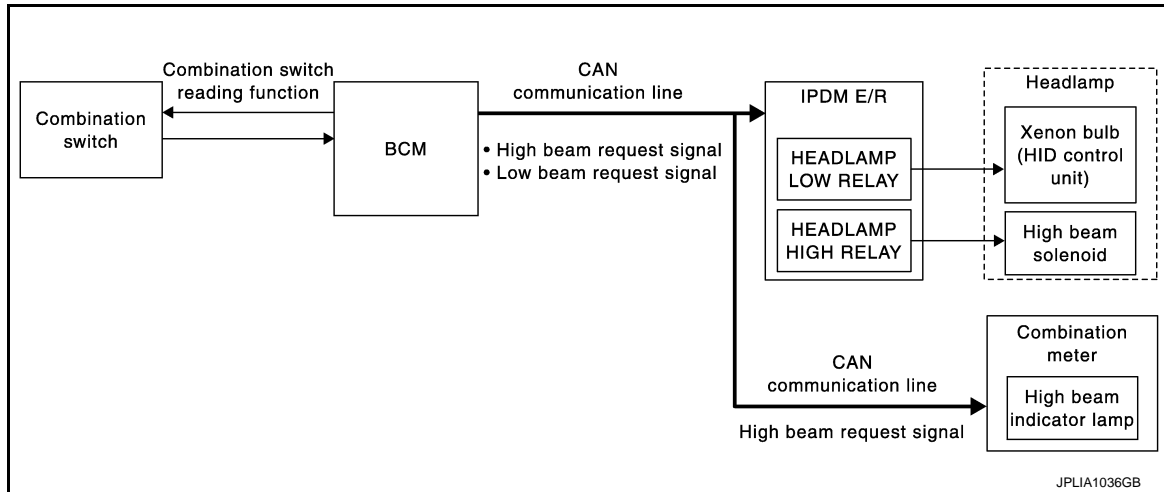 Combination switch
reading function
CAN
communication line
Combination
switch
BCM
• High beam request signal
• Low beam request signal
IPDM E/R
HEADLAMP
LOW RELAY
HEADLAMP
HIGH RELAY
Headlamp
Xenon bulb
(HID control
unit)
High beam
solenoid
CAN
communication line
High beam request signal
Combination
meter
High beam
indicator lamp
JPLIA1036GB